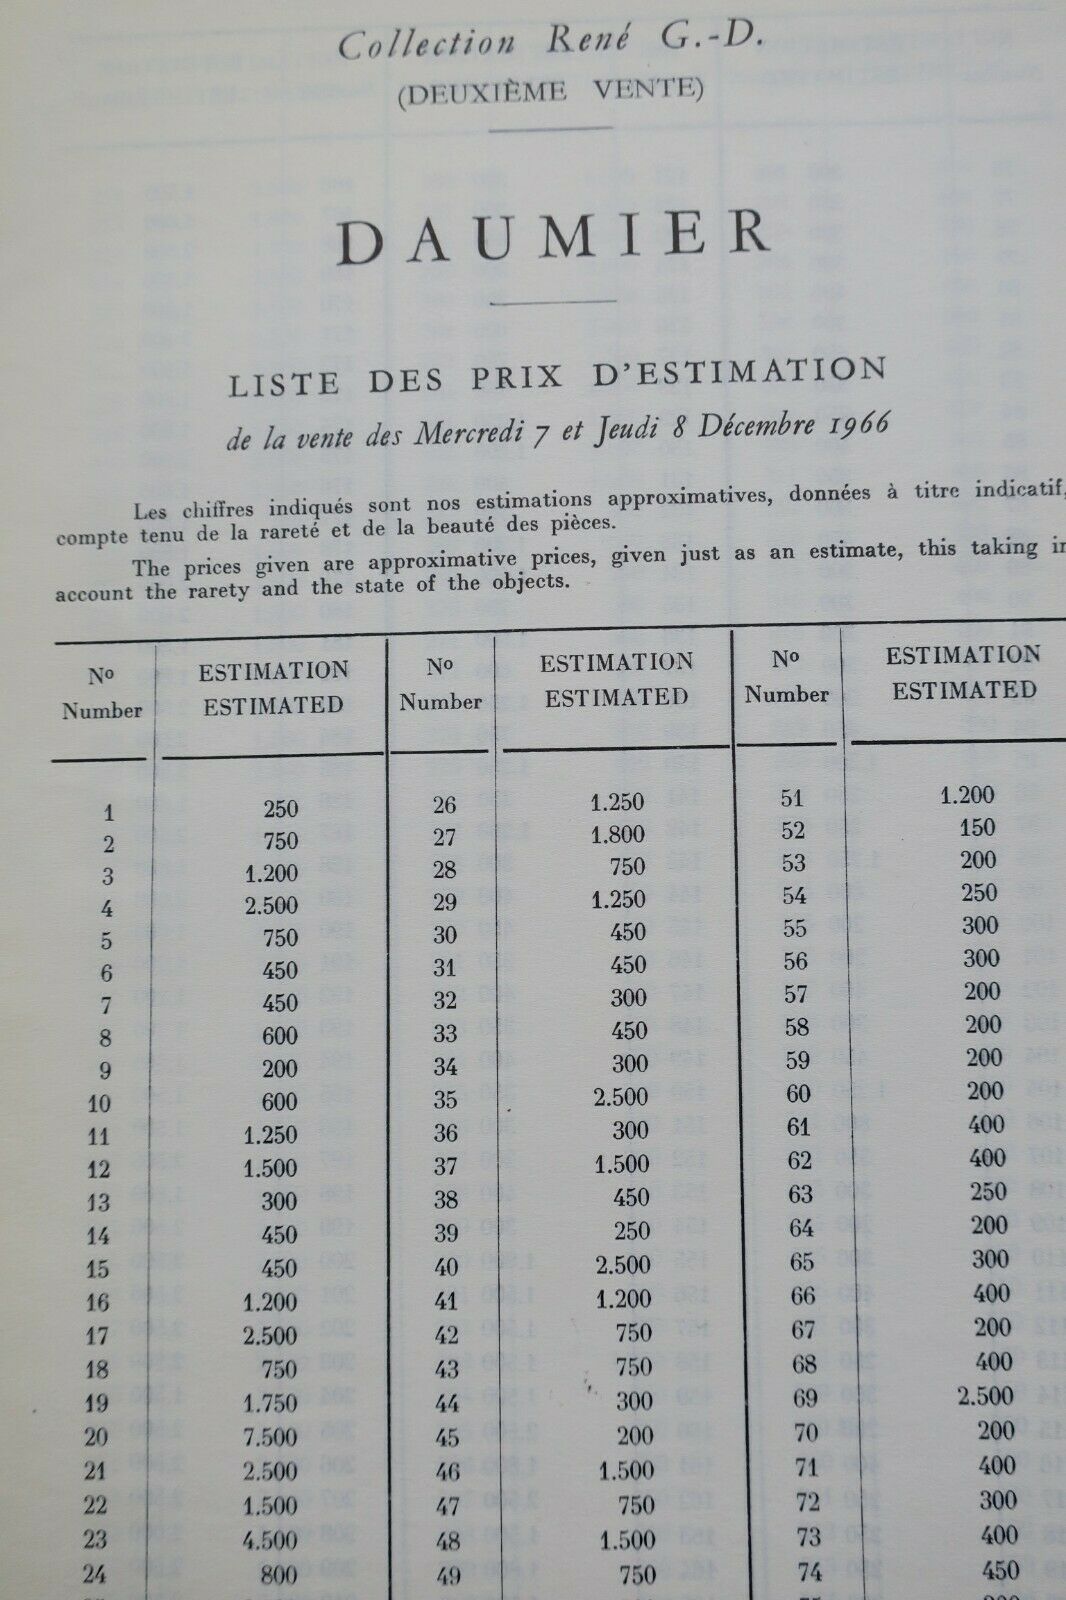 Collection René G.-D.
(DEUXIÈME VENTE)
DAUMIER
LISTE DES PRIX D'ESTIMATION
de la vente des Mercredi 7 et Jeudi 8 Décembre 1966
Les chiffres indiqués sont nos estimations approximatives, données à titre indicatif,
compte tenu de la rareté et de la beauté des pièces.
The prices given are approximative prices, given just as an estimate, this taking in
account the rarety and the state of the objects.
No ESTIMATION No ESTIMATION No ESTIMATION
Number ESTIMATED Number ESTIMATED Number ESTIMATED
1 250 26 1.250 51 1.200
2 750 27 1.800 52 150
3 1.200 28 750 53 200
4 2.500 29 1.250 54 250
5 750 30 450 55 300
6 450 31 450 56 300
7 450 32 300 57 200
8 600 33 450 58 200
9 200 34 300 59 200
10 600 35 2.500 60 200
11 1.250 36 300 61 400
12 1.500 37 1.500 62 400
13 300 38 450 63 250
14 450 39 250 64 200
15 450 40 2.500 65 300
16 1.200 41 1.200 66 400
17 2.500 42 750 67 200
18 750 43 750 68 400
19 1.750 44 300 69 2.500
20 7.500 45 200 70 200
21 2.500 46 1.500 71 400
22 1.500 47 750 72 300
23 4.500 48 1.500 73 400
24 800 49 750 74 450